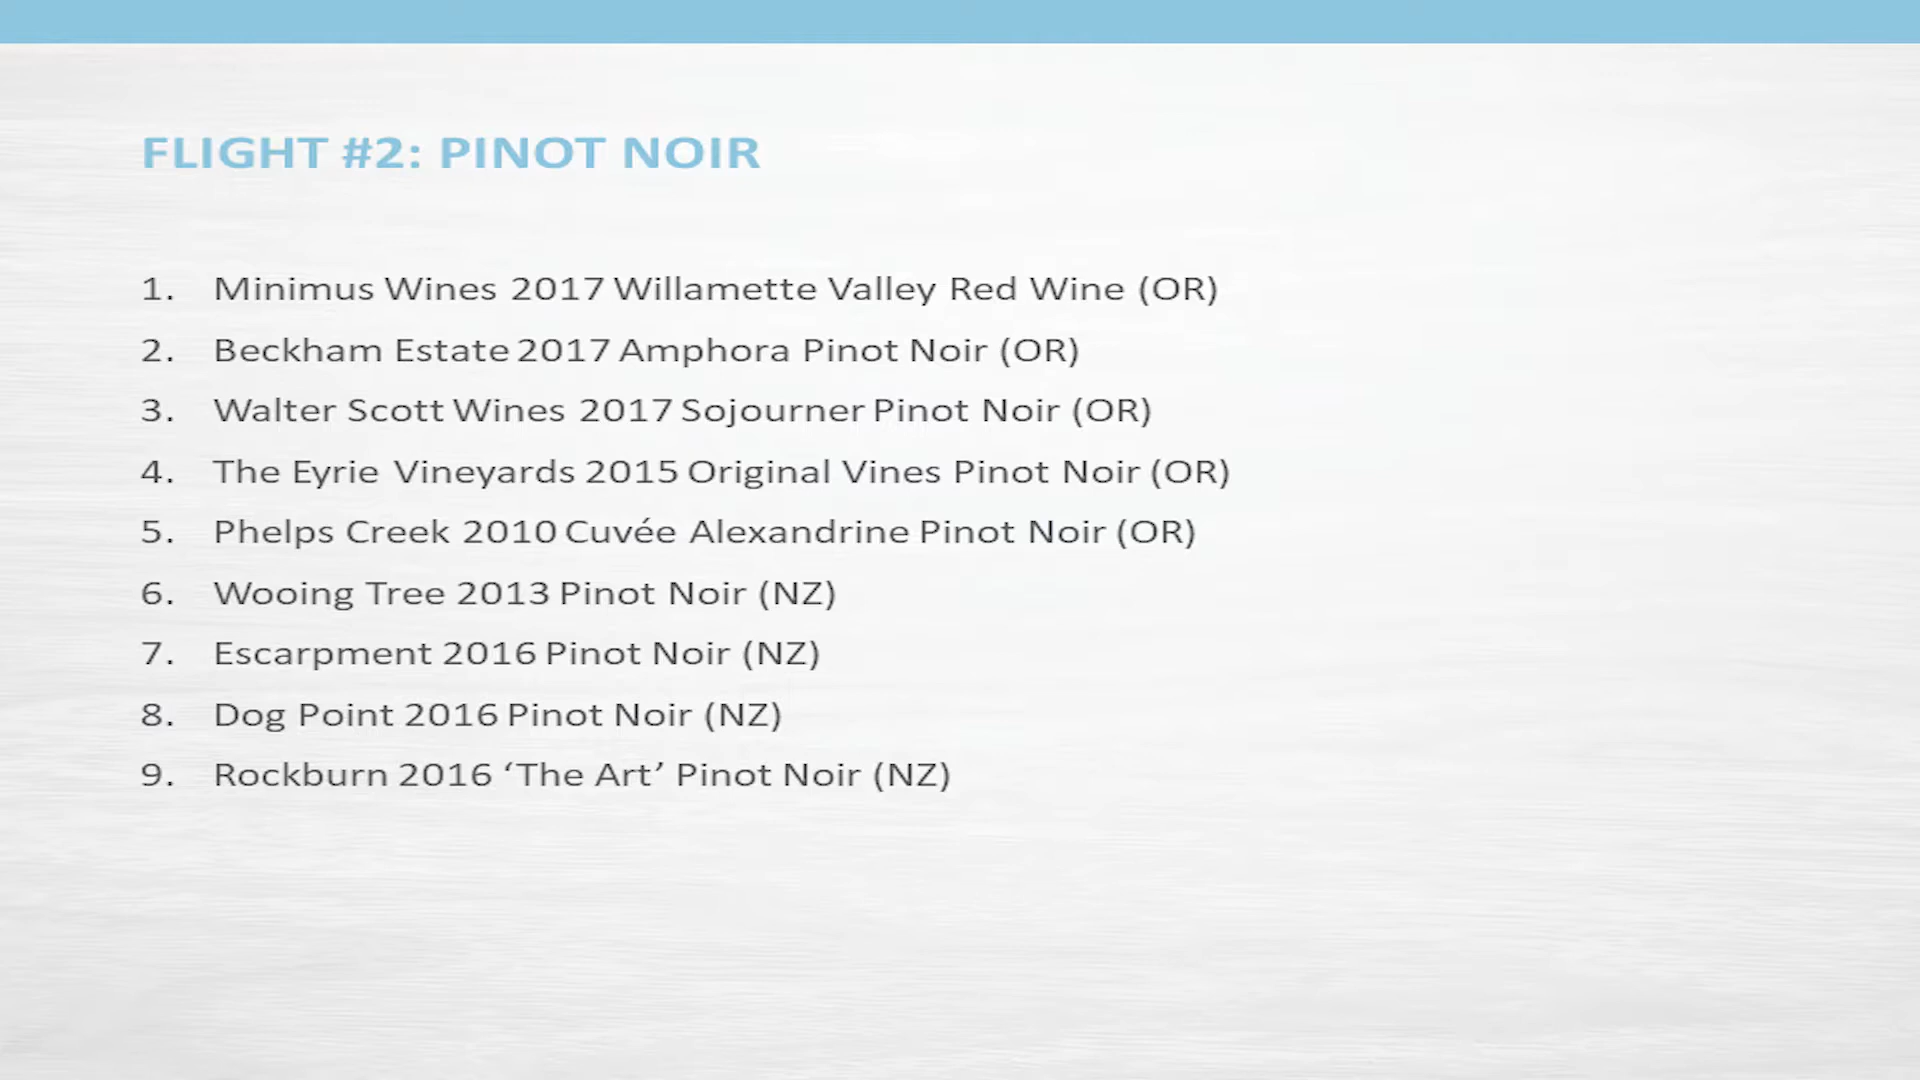 FLIGHT #2: PINOT NOIR
1. Minimus Wines 2017 Willamette Valley Red Wine (OR)
2. Beckham Estate 2017 Amphora Pinot Noir (OR)
3. Walter Scott Wines 2017 Sojourner Pinot Noir (OR)
4. The Eyrie Vineyards 2015 Original Vines Pinot Noir (OR)
5. Phelps Creek 2010 Cuvée Alexandrine Pinot Noir (OR)
6. Wooing Tree 2013 Pinot Noir (NZ)
7. Escarpment 2016 Pinot Noir (NZ)
8. Dog Point 2016 Pinot Noir (NZ)
9. Rockburn 2016 ‘The Art’ Pinot Noir (NZ)